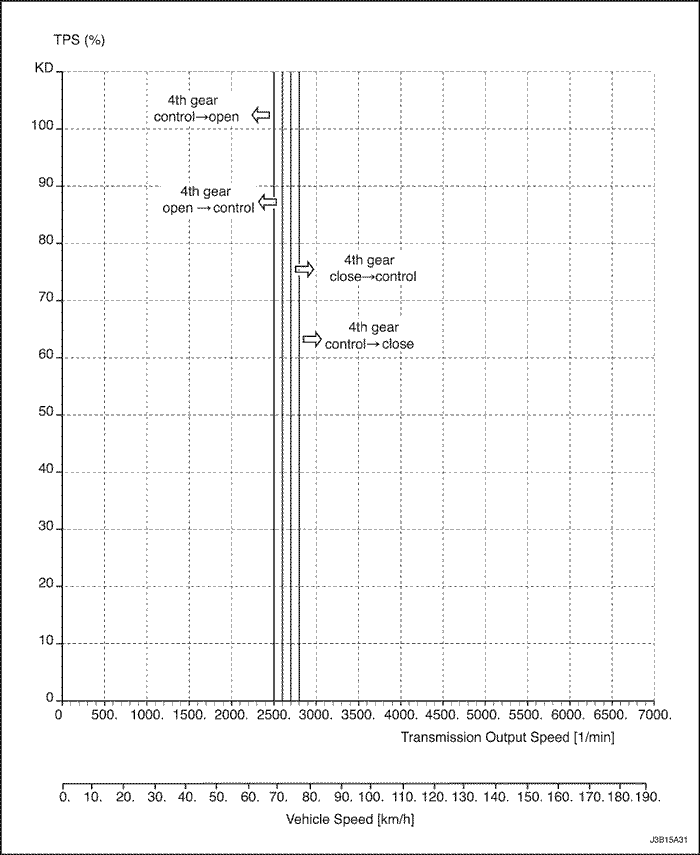 TPS (%)
KD
4th gear
control→open
100
90
4th gear
open→control
80
4th gear
close→control
70
4th gear
control→close
60
50
40
30
20
10
0
0 500. 1000. 1500. 2000. 2500. 3000. 3500. 4000. 4500. 5000. 5500. 6000. 6500. 7000.
Transmission Output Speed [1/min]
0. 10. 20. 30. 40. 50. 60. 70. 80. 90. 100. 110. 120. 130. 140. 150. 160. 170. 180. 190.
Vehicle Speed [km/h]
J3B15A31